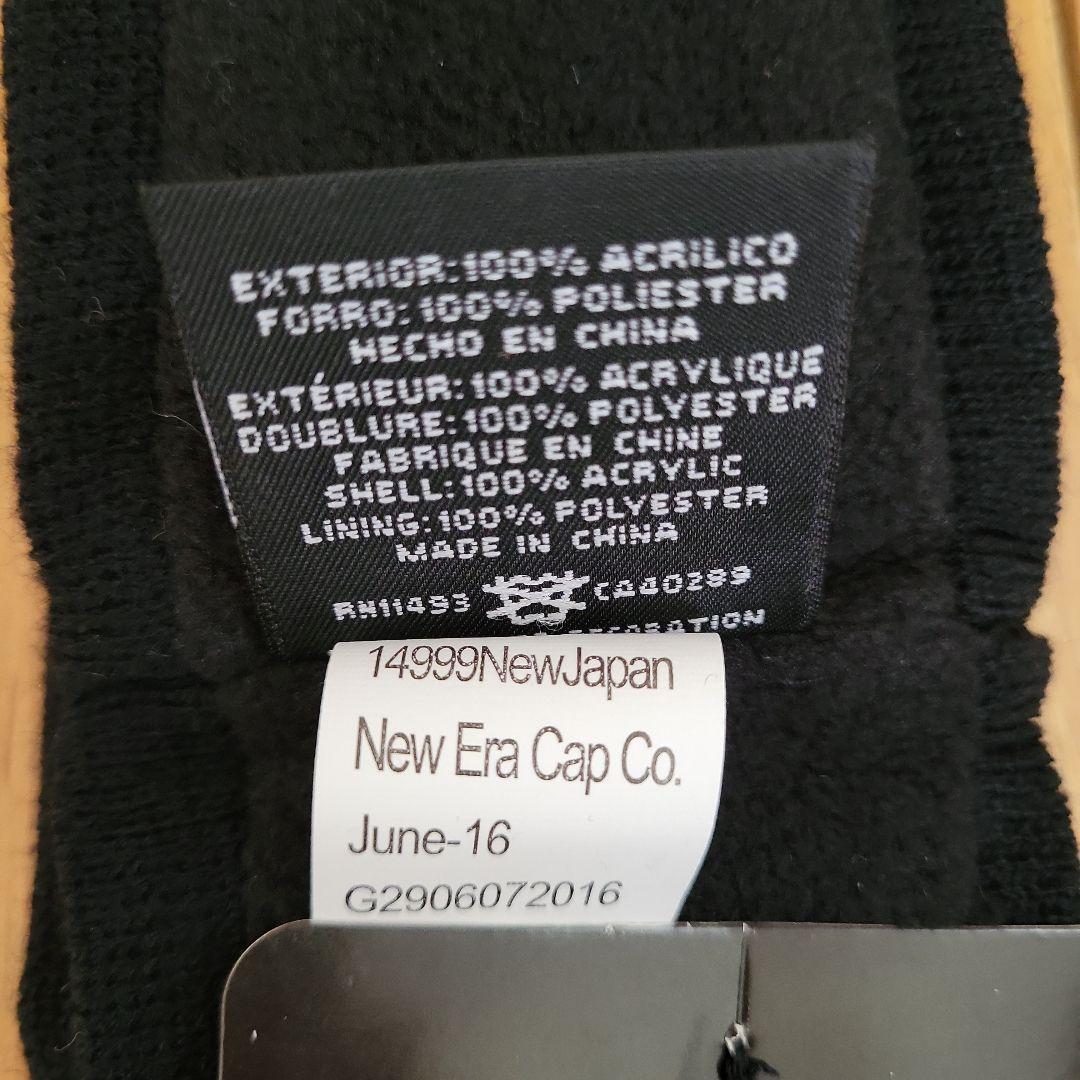 EXTERIOR:100% ACRILICO
FORRO: 100% POLIESTER
HECHO EN CHINA
EXTÉRIEUR: 100% ACRYLIQUE
DOUBLURE:100% POLYESTER
FABRIQUE EN CHINE
SHELL:100% ACRYLIC
LINING:100% POLYESTER
MADE IN CHINA
RN11493 CA40289
14999NewJapan
New Era Cap Co.
June-16
G2906072016